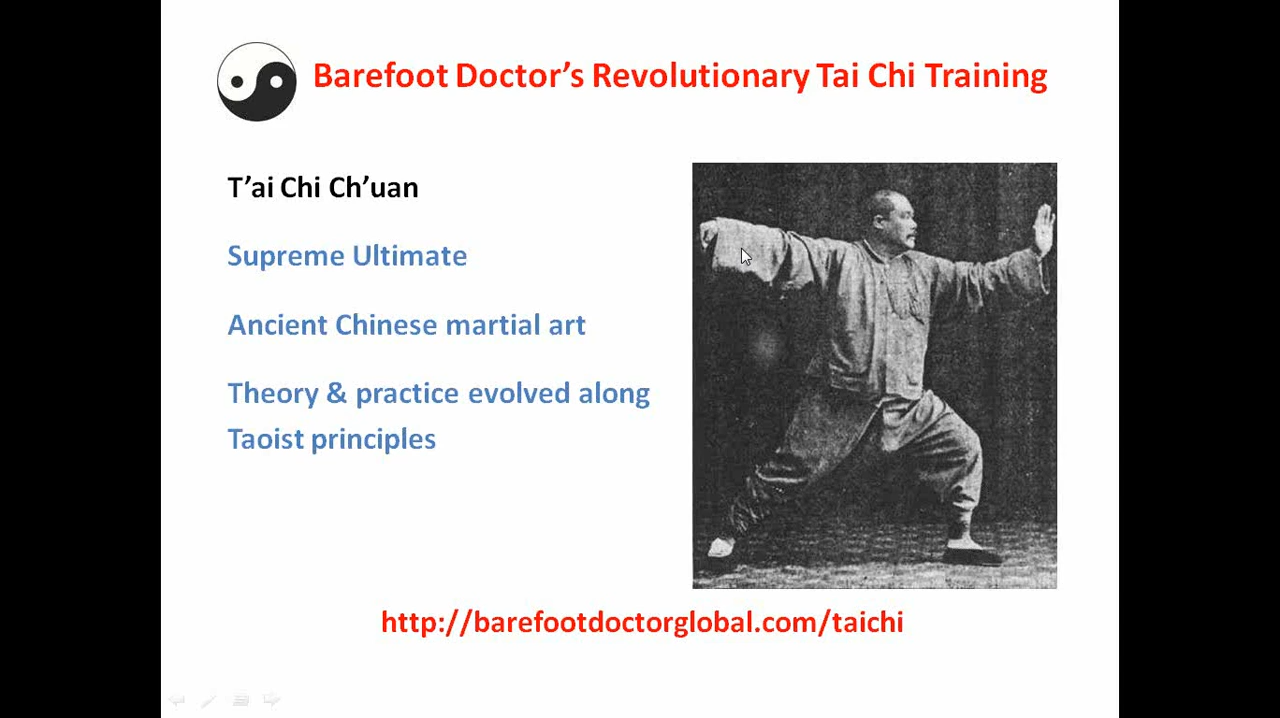 Barefoot Doctor’s Revolutionary Tai Chi Training
T’ai Chi Ch’uan
Supreme Ultimate
Ancient Chinese martial art
Theory & practice evolved along
Taoist principles
http://barefootdoctorglobal.com/taichi